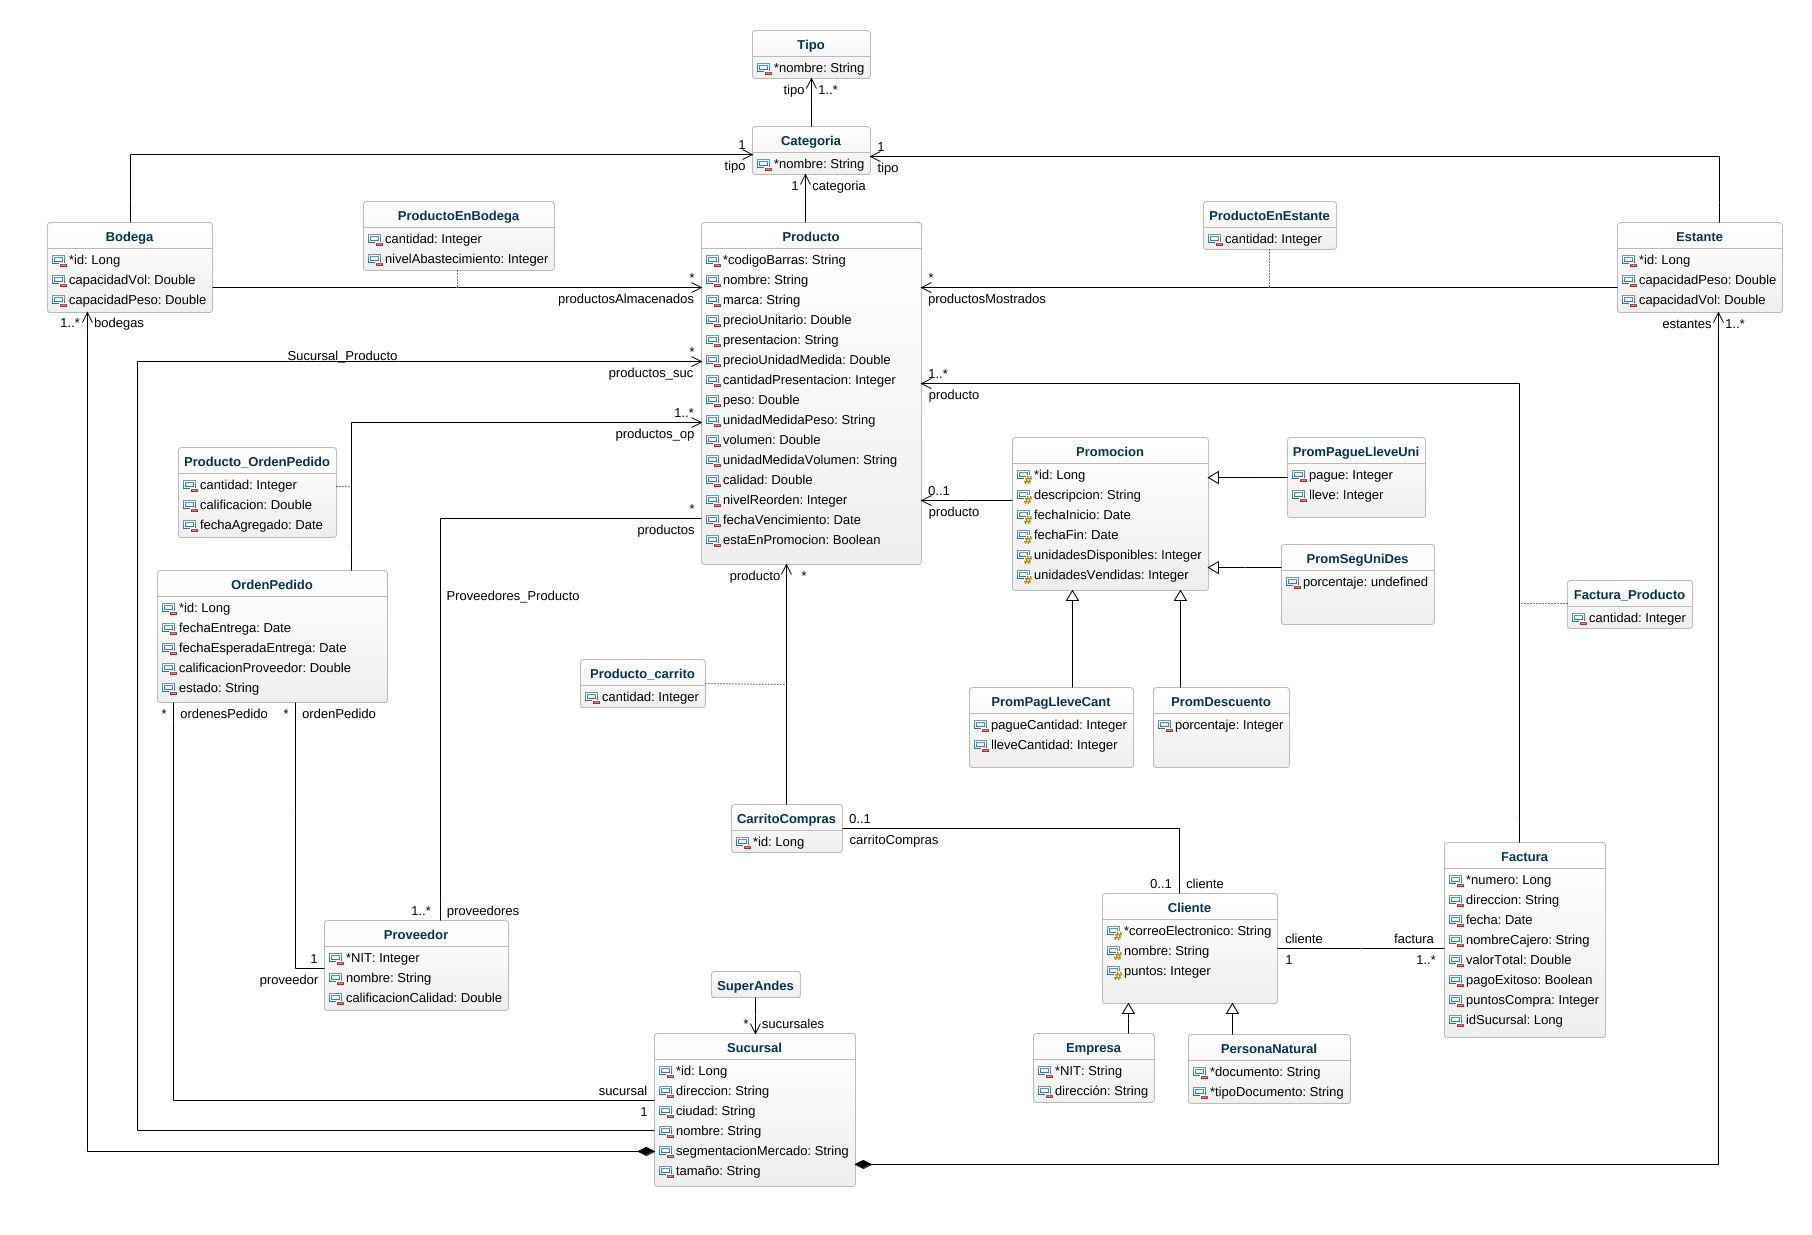 Tipo
*nombre: String
tipo
1..*
Categoria
*nombre: String
1
tipo
1
tipo
1
categoria
Bodega
*id: Long
capacidadVol: Double
capacidadPeso: Double
ProductoEnBodega
cantidad: Integer
nivelAbastecimiento: Integer
Producto
*codigoBarras: String
nombre: String
marca: String
precioUnitario: Double
presentacion: String
precioUnidadMedida: Double
cantidadPresentacion: Integer
peso: Double
unidadMedidaPeso: String
volumen: Double
unidadMedidaVolumen: String
calidad: Double
nivelReorden: Integer
fechaVencimiento: Date
estaEnPromocion: Boolean
ProductoEnEstante
cantidad: Integer
Estante
*id: Long
capacidadPeso: Double
capacidadVol: Double
*
productosAlmacenados
*
productosMostrados
1..*
bodegas
estantes
1..*
Sucursal_Producto
*
productos_suc
1..*
producto
1..*
productos_op
Producto_OrdenPedido
cantidad: Integer
calificacion: Double
fechaAgregado: Date
Promocion
*id: Long
descripcion: String
fechaInicio: Date
fechaFin: Date
unidadesDisponibles: Integer
unidadesVendidas: Integer
PromPagueLleveUni
pague: Integer
lleve: Integer
0..1
producto
*
productos
PromSegUniDes
porcentaje: undefined
OrdenPedido
*id: Long
fechaEntrega: Date
fechaEsperadaEntrega: Date
calificacionProveedor: Double
estado: String
producto
*
Proveedores_Producto
Factura_Producto
cantidad: Integer
Producto_carrito
cantidad: Integer
PromPagLleveCant
pagueCantidad: Integer
lleveCantidad: Integer
PromDescuento
porcentaje: Integer
*
ordenesPedido
*
ordenPedido
CarritoCompras
*id: Long
0..1
carritoCompras
0..1
cliente
Factura
*numero: Long
direccion: String
fecha: Date
nombreCajero: String
valorTotal: Double
pagoExitoso: Boolean
puntosCompra: Integer
idSucursal: Long
1..*
proveedores
Cliente
*correoElectronico: String
nombre: String
puntos: Integer
cliente
1
factura
1..*
Proveedor
*NIT: Integer
nombre: String
calificacionCalidad: Double
1
proveedor
SuperAndes
*
sucursales
Sucursal
*id: Long
direccion: String
ciudad: String
nombre: String
segmentacionMercado: String
tamaño: String
sucursal
1
Empresa
*NIT: String
dirección: String
PersonaNatural
*documento: String
*tipoDocumento: String